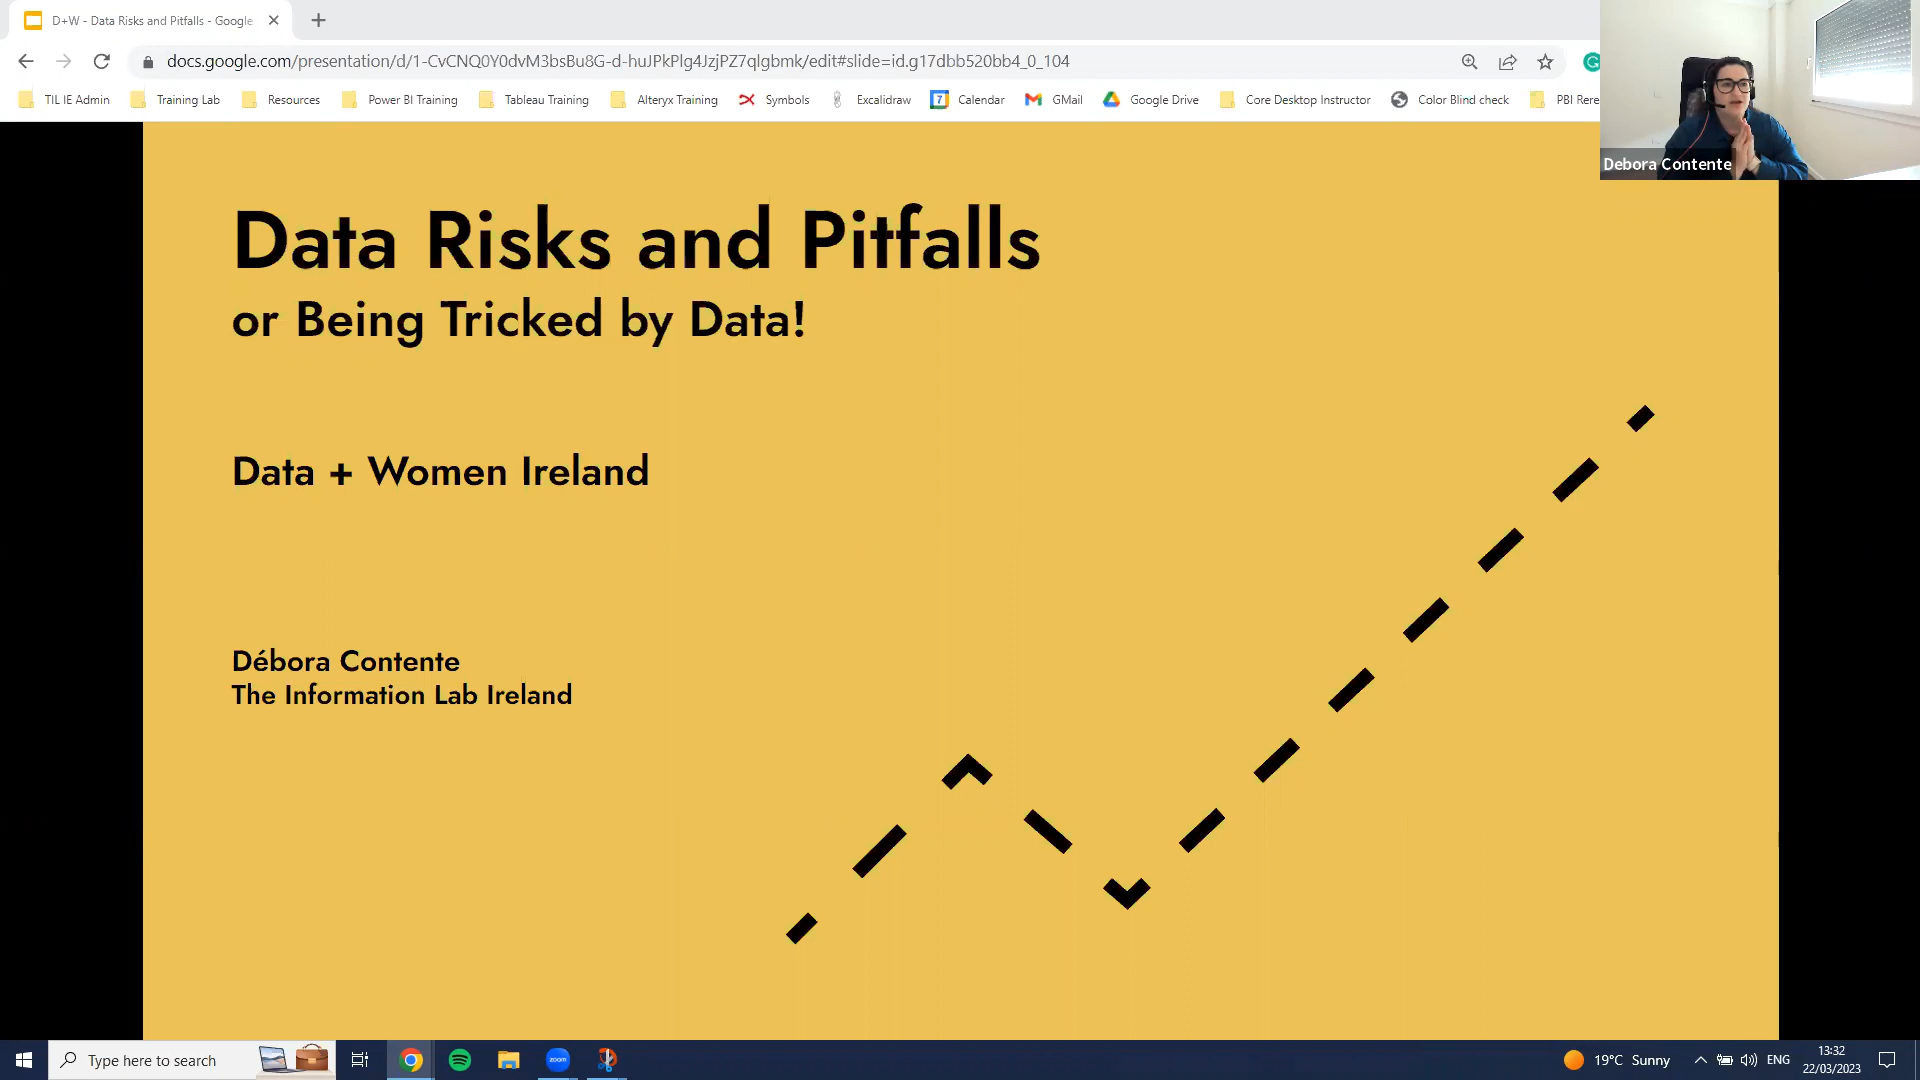 D+W - Data Risks and Pitfalls - Google
docs.google.com/presentation/d/1-CvCNQ0Y0dvM3bsBu8G-d-huJPkPlg4JzjPZ7qlgbmk/edit#slide=id.g17dbb520bb4_0_104
TIL IE Admin
Training Lab
Resources
Power BI Training
Tableau Training
Alteryx Training
Symbols
Excalidraw
7
Calendar
GMail
Google Drive
Core Desktop Instructor
Color Blind check
PBI Rere
Debora Contente
Data Risks and Pitfalls
or Being Tricked by Data!
Data + Women Ireland
Débora Contente
The Information Lab Ireland
Type here to search
zoom
19°C Sunny
ENG
13:32
22/03/2023